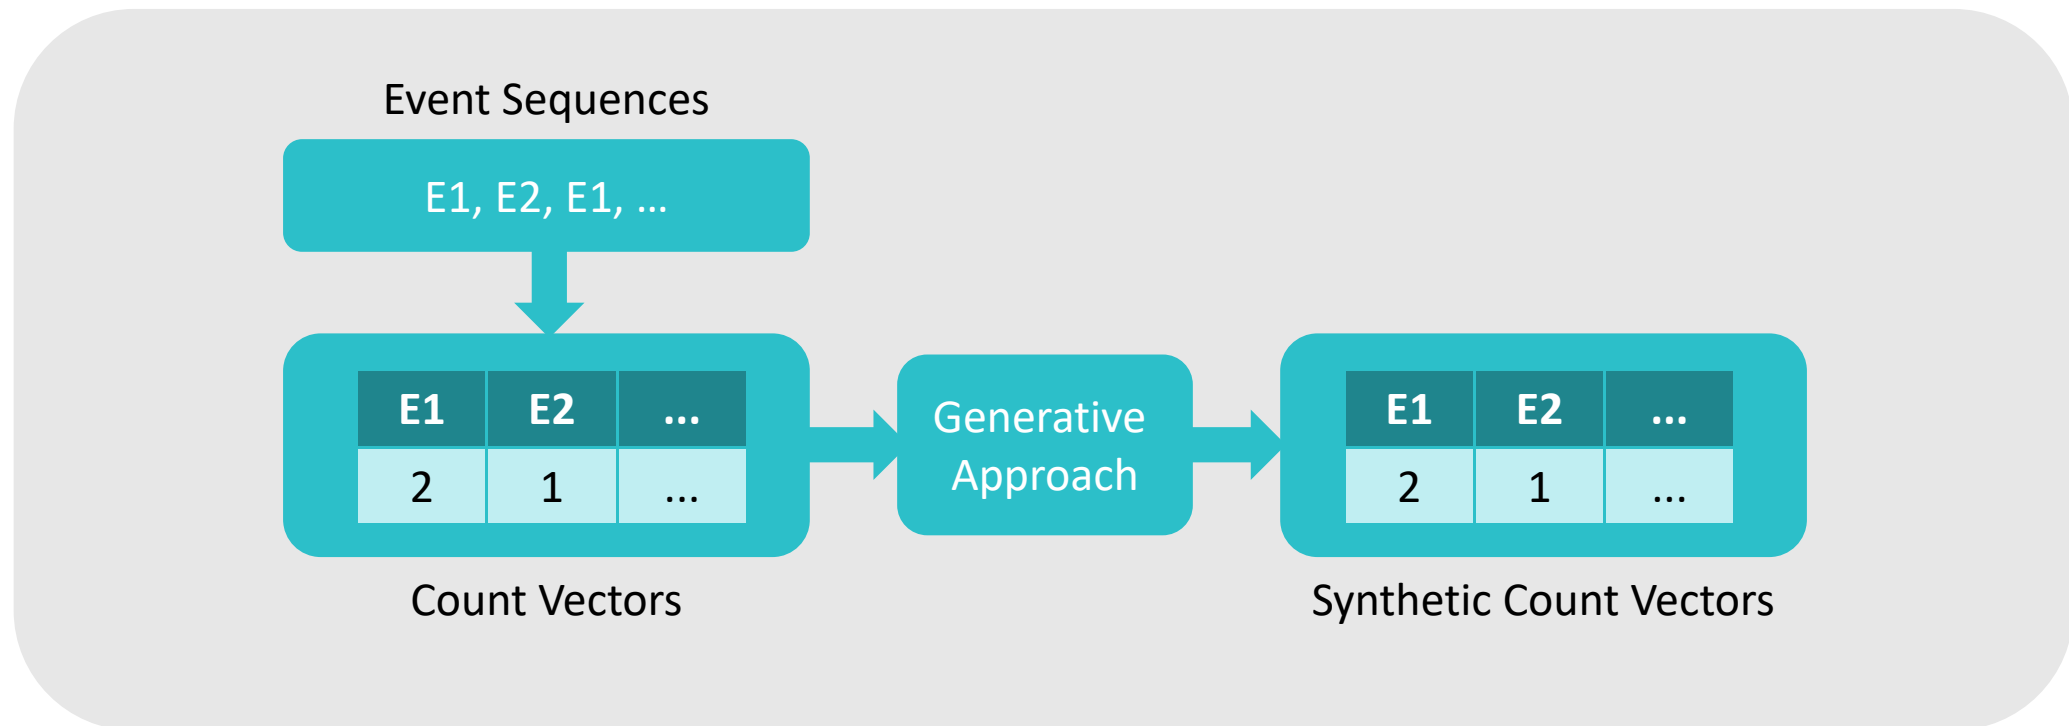 Event Sequences
E1, E2, E1, ...
E1 E2 ...
2 1 ...
Count Vectors
Generative
Approach
E1 E2 ...
2 1 ...
Synthetic Count Vectors